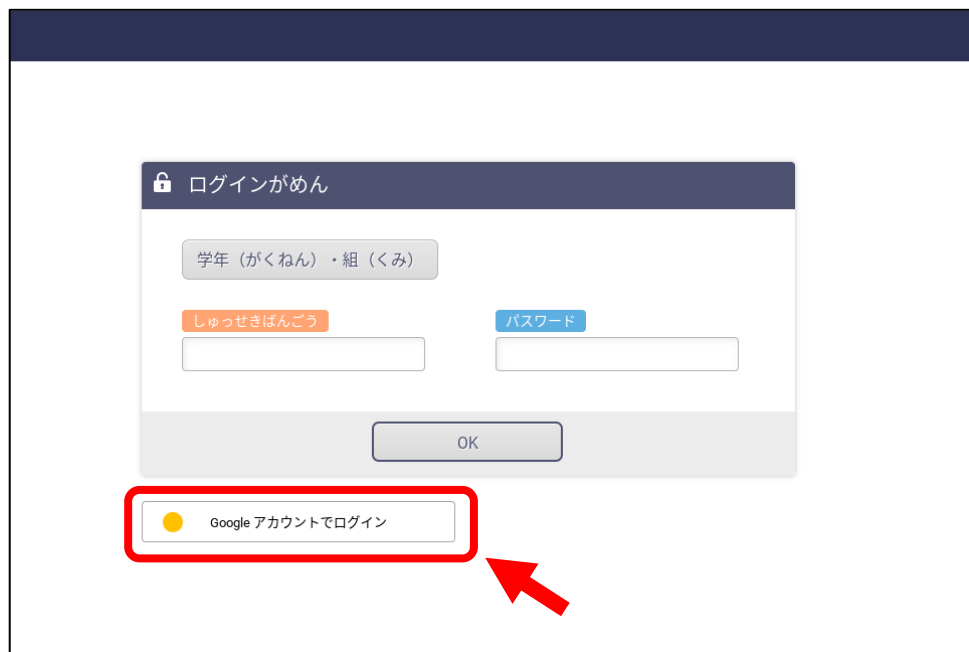 ログインがめん
学年（がくねん）・組（くみ）
しゅっせきばんごう
パスワード
OK
Google アカウントでログイン